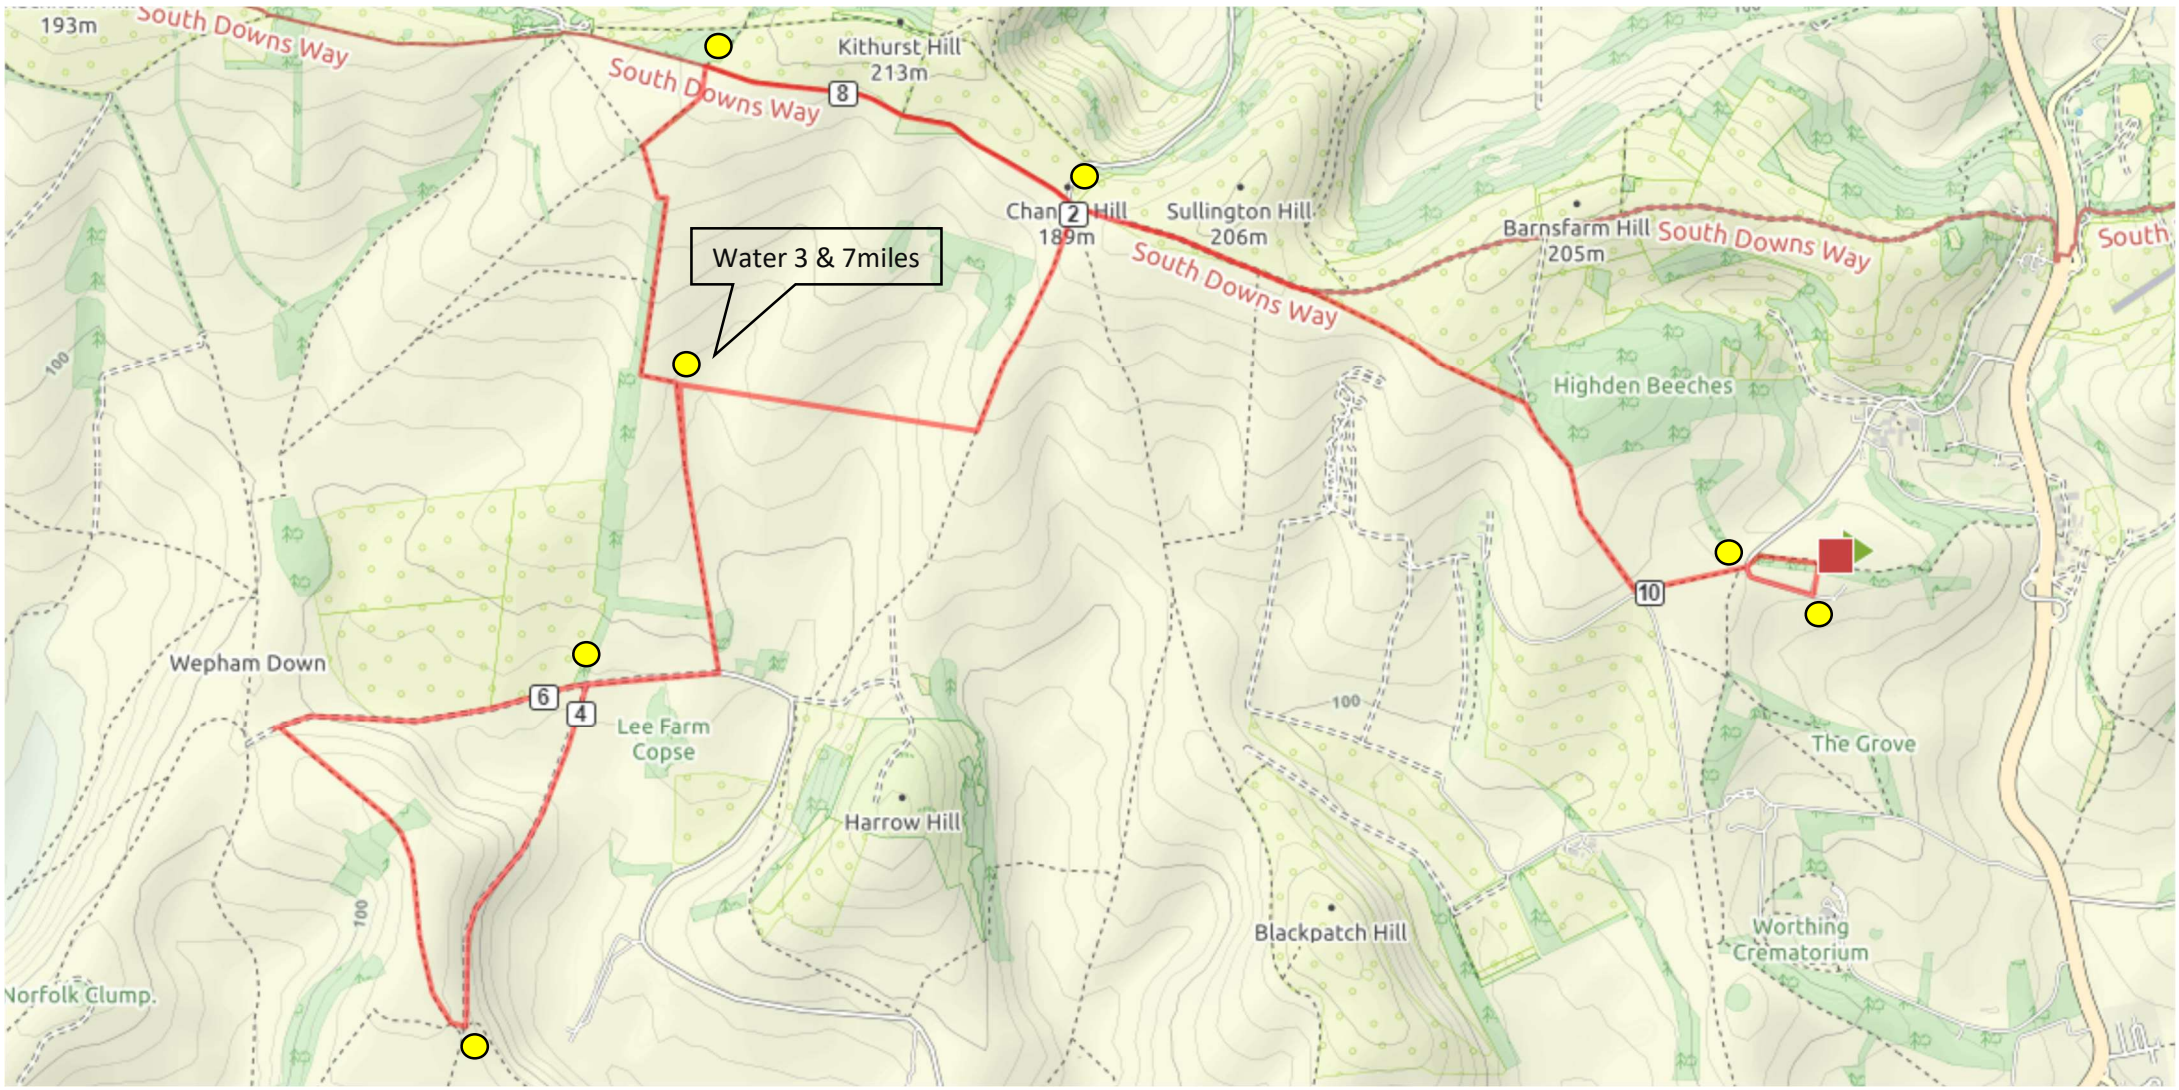 193m
South Downs Way
Kithurst Hill
213m
South Downs Way
8
2
189m
Sullington Hill
206m
Barnsfarm Hill
205m
South Downs Way
South
South Downs Way
Water 3 & 7miles
100
Highden Beeches
10
Wepham Down
6
4
Lee Farm
Copse
100
The Grove
Harrow Hill
100
Blackpatch Hill
Worthing
Crematorium
Norfolk Clump.